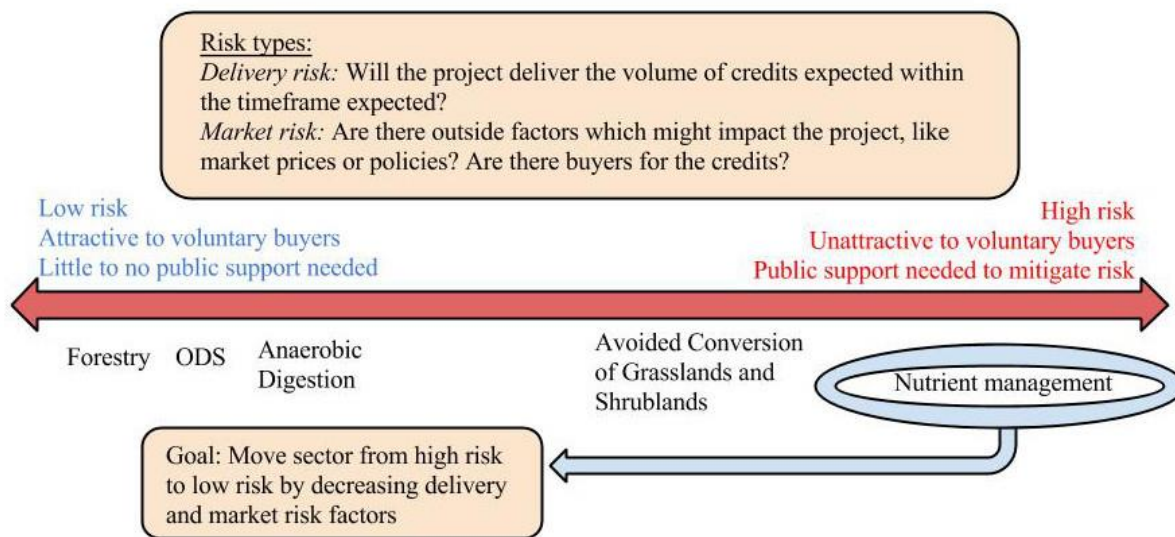 Risk types:
Delivery risk: Will the project deliver the volume of credits expected within
the timeframe expected?
Market risk: Are there outside factors which might impact the project, like
market prices or policies? Are there buyers for the credits?
Low risk
Attractive to voluntary buyers
Little to no public support needed
High risk
Unattractive to voluntary buyers
Public support needed to mitigate risk
Forestry
ODS
Anaerobic
Digestion
Avoided Conversion
of Grasslands and
Shrublands
Nutrient management
Goal: Move sector from high risk
to low risk by decreasing delivery
and market risk factors